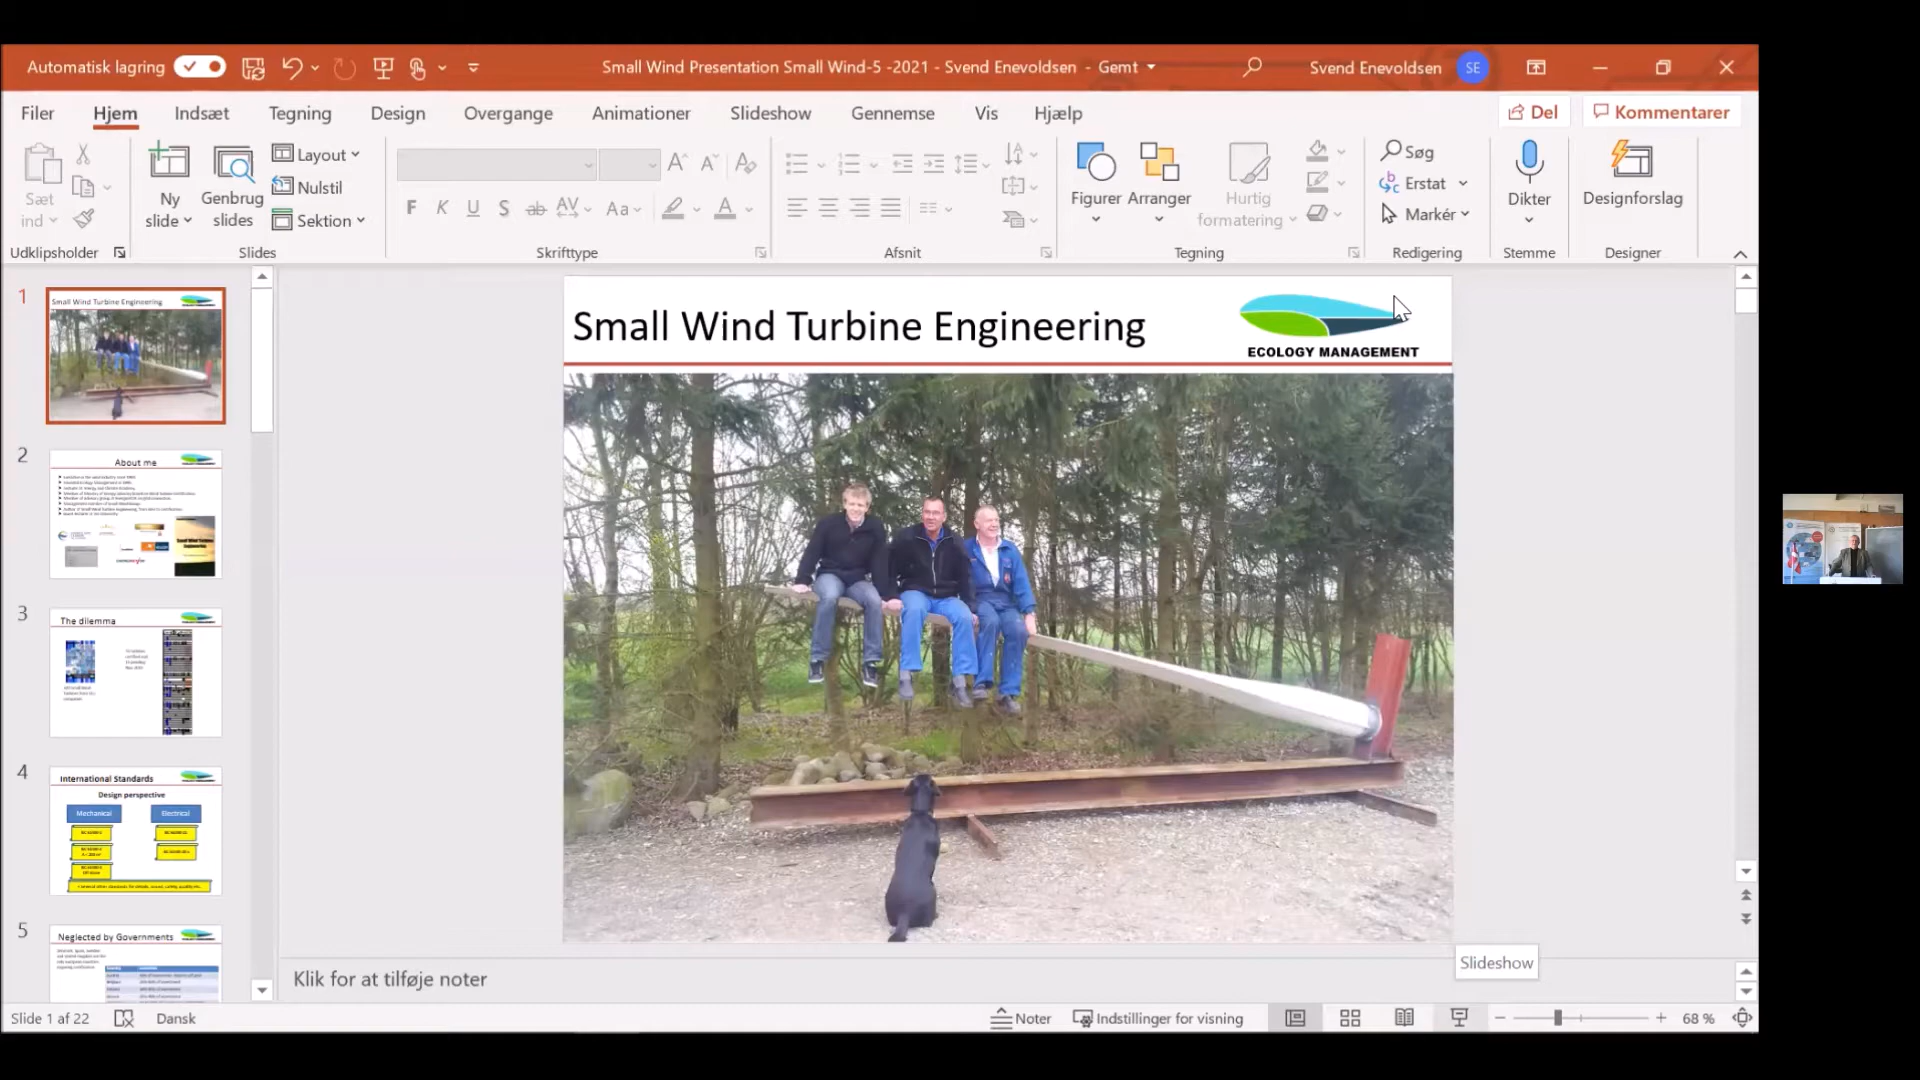 Automatisk lagring
Small Wind Presentation Small Wind-5 -2021 - Svend Enevoldsen - Gemt
Svend Enevoldsen
SE
Filer
Hjem
Indsæt
Tegning
Design
Overgange
Animationer
Slideshow
Gennemse
Vis
Hjælp
Del
Kommentarer
Sæt
ind
Udklipsholder
Ny
slide
Genbrug
slides
Layout
Nulstil
Sektion
Slides
F K U S ab AV Aa A
Skrifttype
Afsnit
Figurer
Arranger
Hurtig
formatering
Tegning
Søg
Erstat
Markér
Redigering
Dikter
Stemme
Designforslag
Designer
1
Small Wind Turbine Engineering
2
About me
3
The dilemma
4
International Standards
Design perspective
Mechanical
Electrical
5
Neglected by Governments
Small Wind Turbine Engineering
ECOLOGY MANAGEMENT
Slideshow
Klik for at tilføje noter
Slide 1 af 22
Dansk
Noter
Indstillinger for visning
68 %